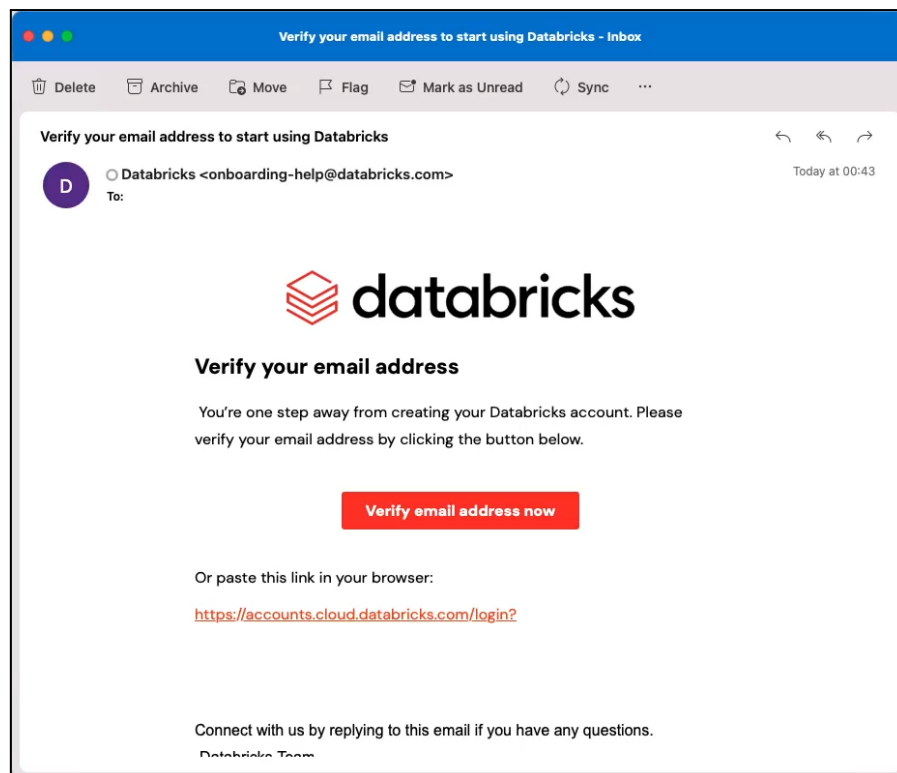 Verify your email address to start using Databricks - Inbox
Delete Archive Move Flag Mark as Unread Sync ...
Verify your email address to start using Databricks
D
Databricks <onboarding-help@databricks.com>
Today at 00:43
To:
databricks
Verify your email address
You’re one step away from creating your Databricks account. Please
verify your email address by clicking the button below.
Verify email address now
Or paste this link in your browser:
https://accounts.cloud.databricks.com/login?
Connect with us by replying to this email if you have any questions.
Databricks Team